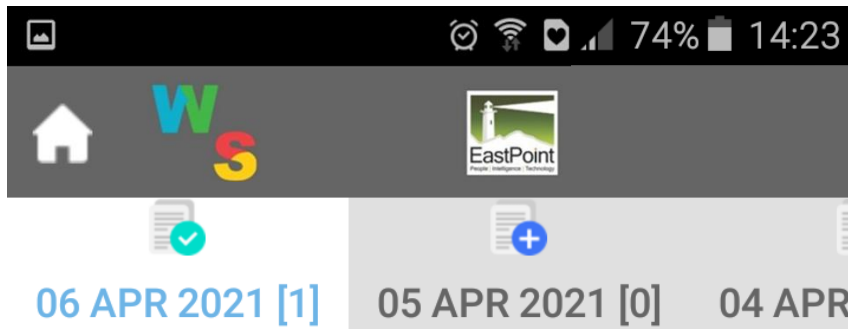 74% 14:23
WS
EastPoint
People | Intelligence | Technology
06 APR 2021 [1] 05 APR 2021 [0] 04 APR